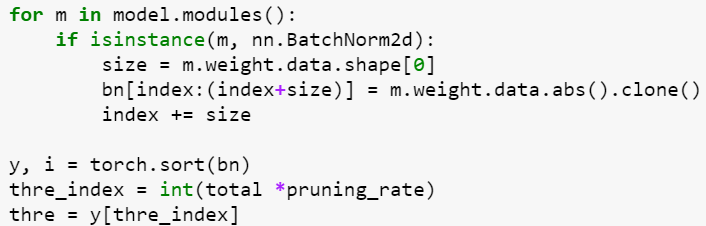 for m in model.modules():
    if isinstance(m, nn.BatchNorm2d):
        size = m.weight.data.shape[0]
        bn[index:(index+size)] = m.weight.data.abs().clone()
        index += size

y, i = torch.sort(bn)
thre_index = int(total *pruning_rate)
thre = y[thre_index]